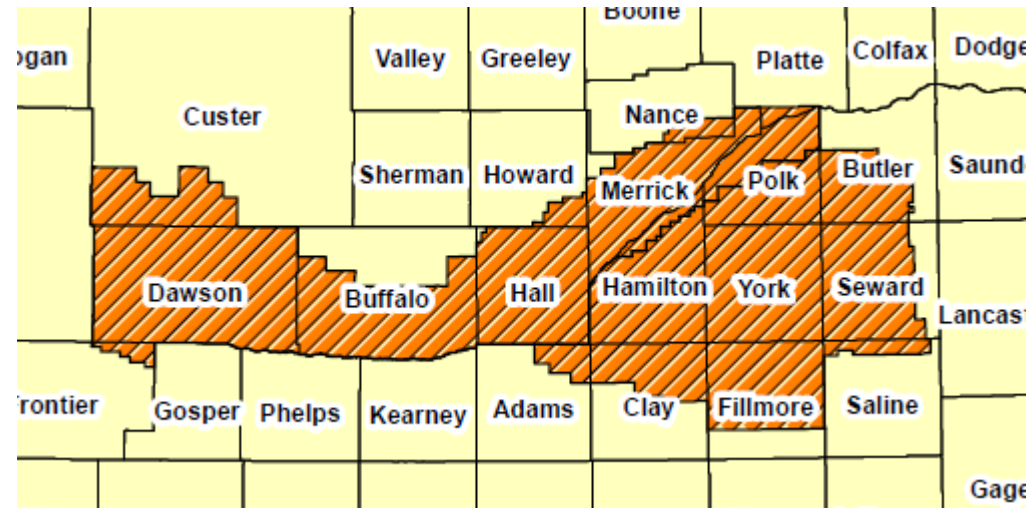 Boone
ogan
Valley
Greeley
Platte
Colfax
Dodge
Custer
Nance
Sherman
Howard
Merrick
Polk
Butler
Saund
Dawson
Buffalo
Hall
Hamilton
York
Seward
Lancast
Frontier
Gosper
Phelps
Kearney
Adams
Clay
Fillmore
Saline
Gage